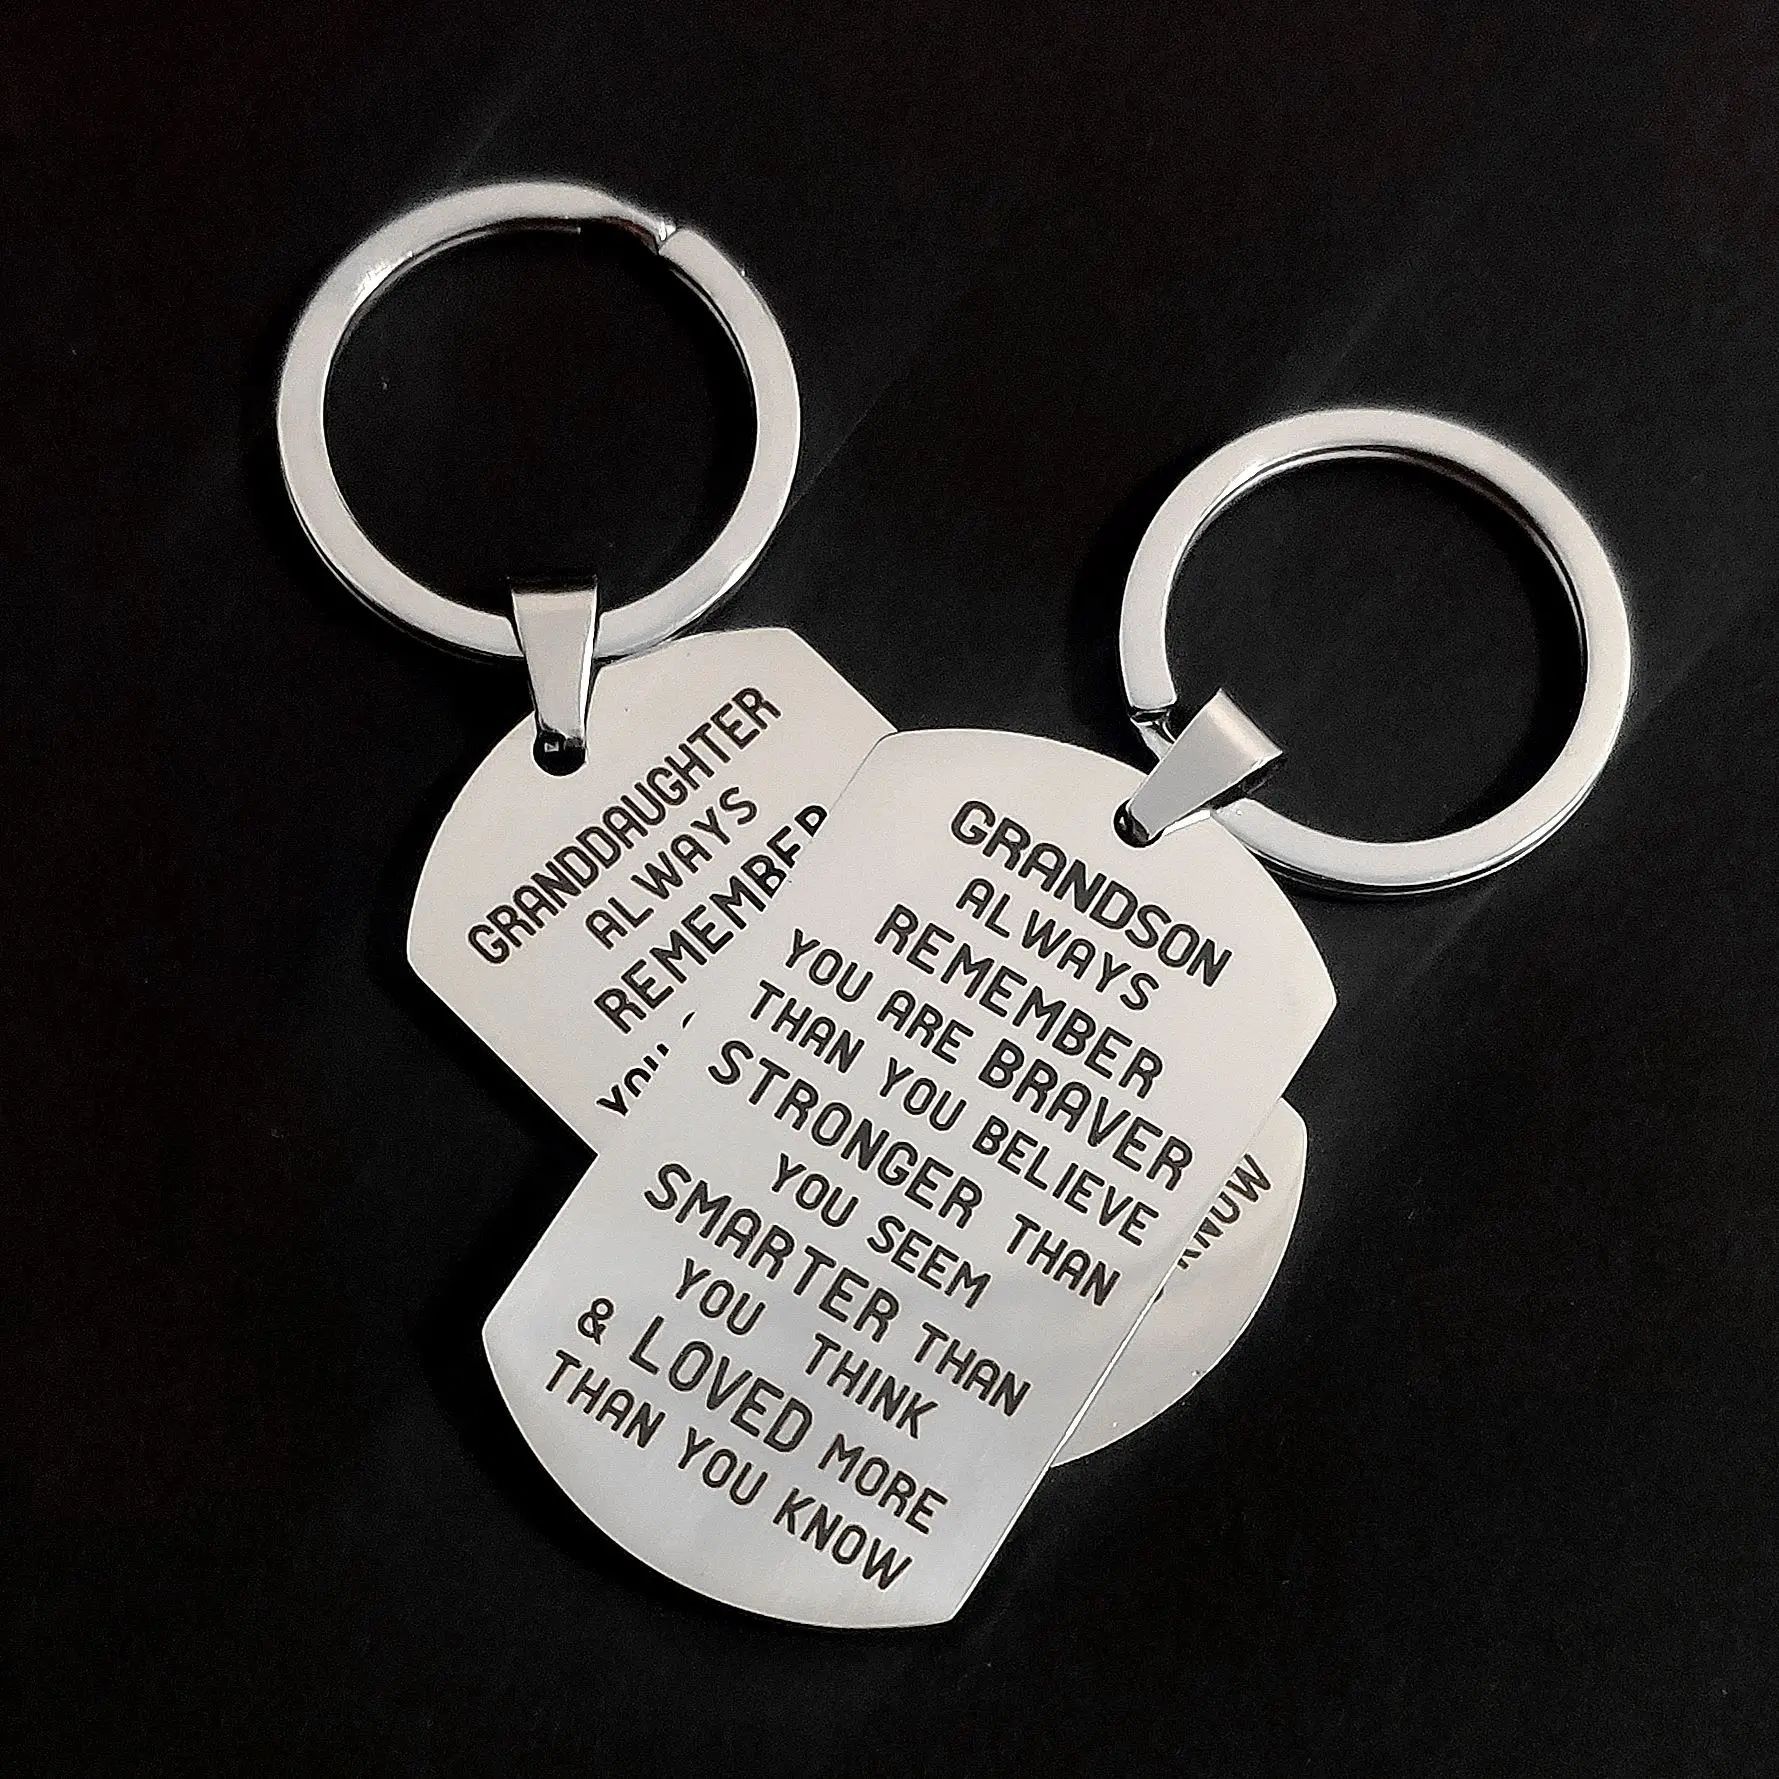 GRANDDAUGHTER
ALWAYS
REMEMBER
GRANDSON
ALWAYS
REMEMBER
YOU ARE BRAVER
THAN YOU BELIEVE
STRONGER THAN
YOU SEEM
SMARTER THAN
YOU THINK
& LOVED MORE
THAN YOU KNOW
KNOW